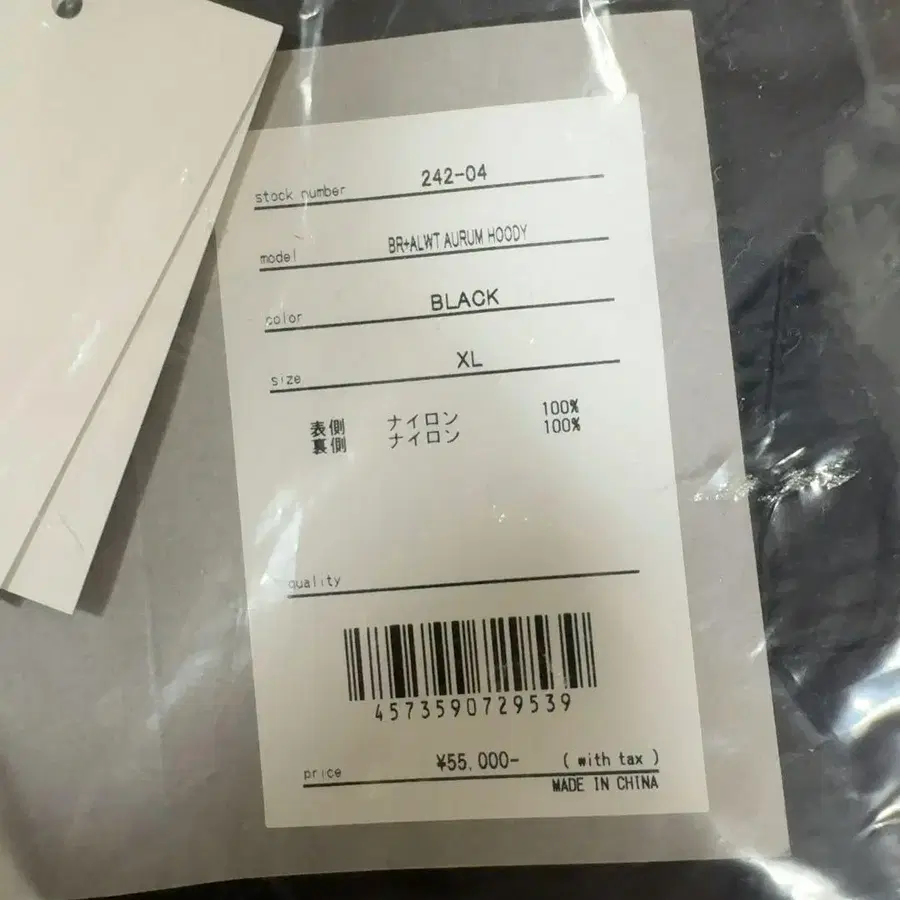 stock number 242-04
model BR+ALWT AURUM HOODY
color BLACK
size XL
表側 ナイロン 100%
裏側 ナイロン 100%
quality
4573590729539
price ¥55.000- ( with tax )
MADE IN CHINA